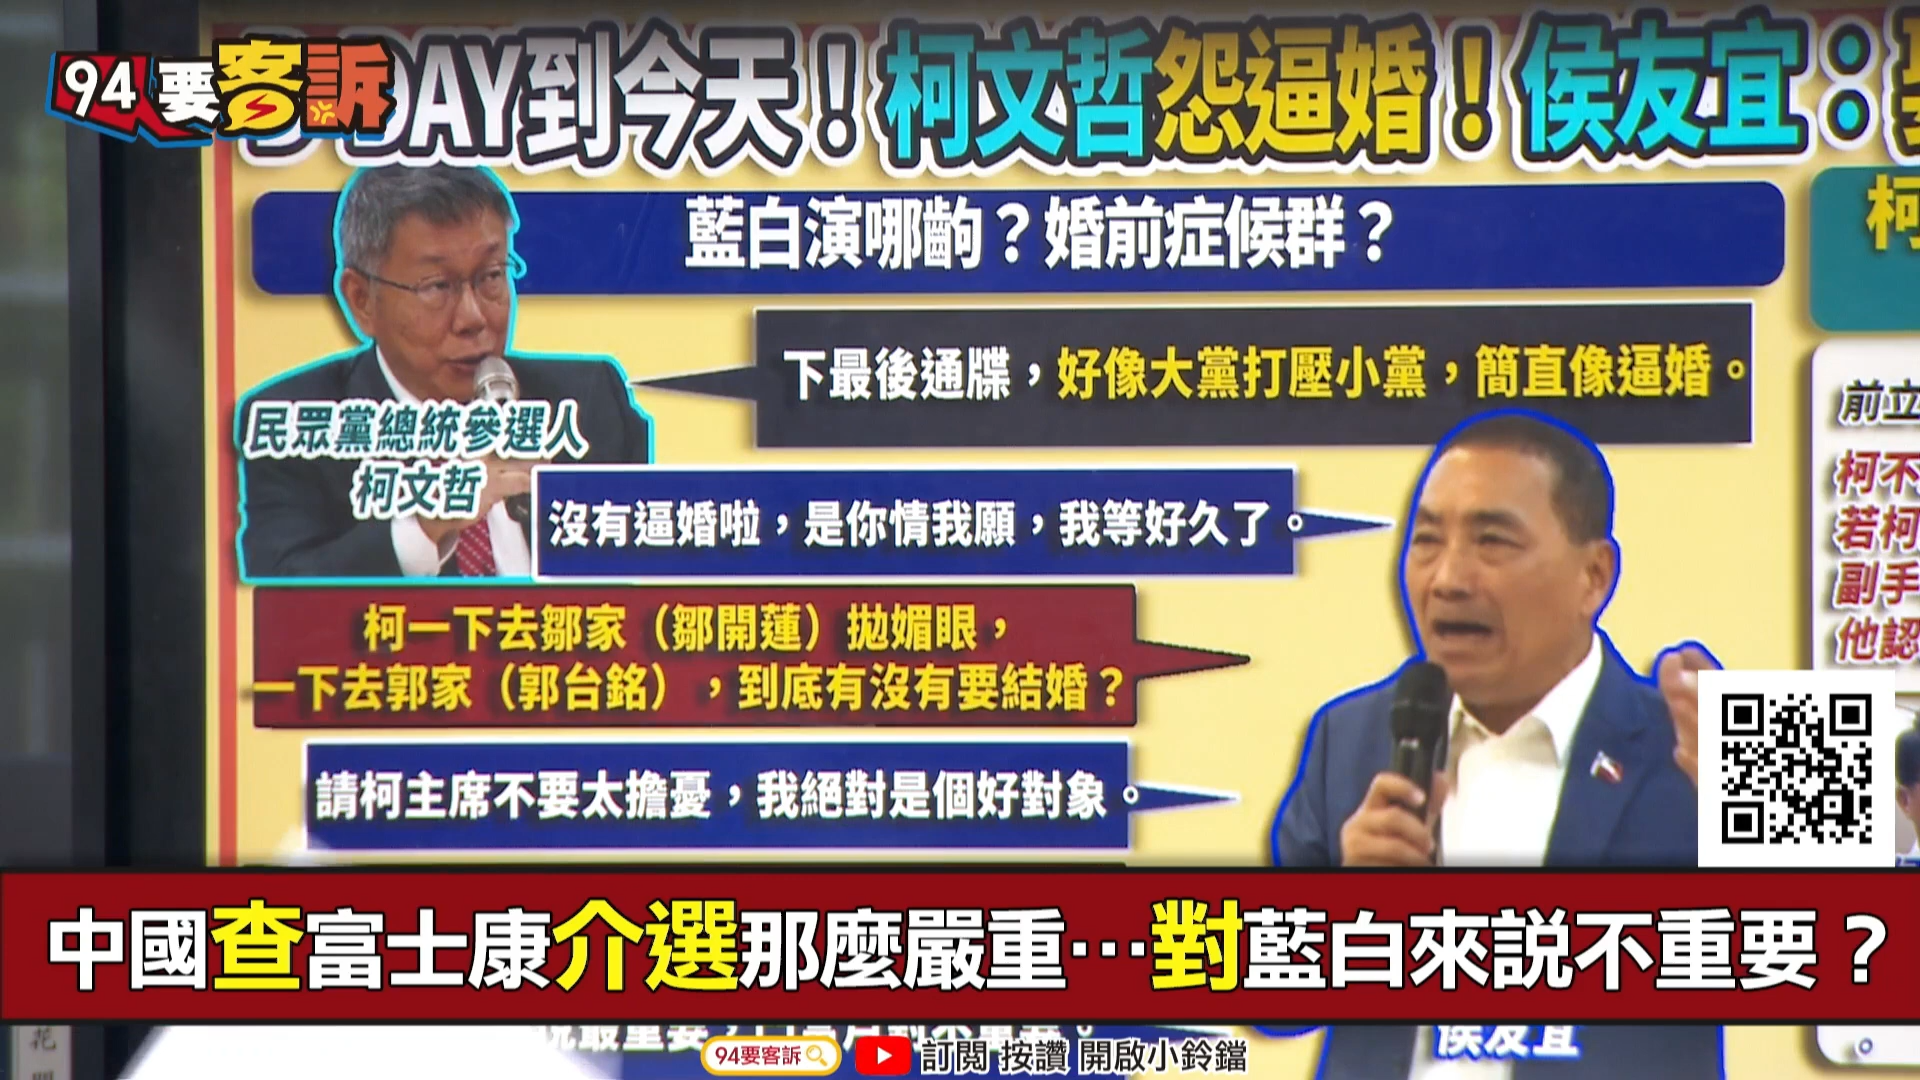 94要客訴
DAY到今天！柯文哲怨逼婚！侯友宜：
藍白演哪齣？婚前症候群？
柯
下最後通牒，好像大黨打壓小黨，簡直像逼婚。
前立
民眾黨總統參選人
柯文哲
柯不
沒有逼婚啦，是你情我願，我等好久了。
若柯
副手
他認
柯一下去鄒家（鄒開蓮）拋媚眼，
一下去郭家（郭台銘），到底有沒有要結婚？
請柯主席不要太擔憂，我絕對是個好對象。
中國查富士康介選那麼嚴重…對藍白來説不重要？
花
侯友宜
94要客訴
訂閱 按讚 開啟小鈴鐺